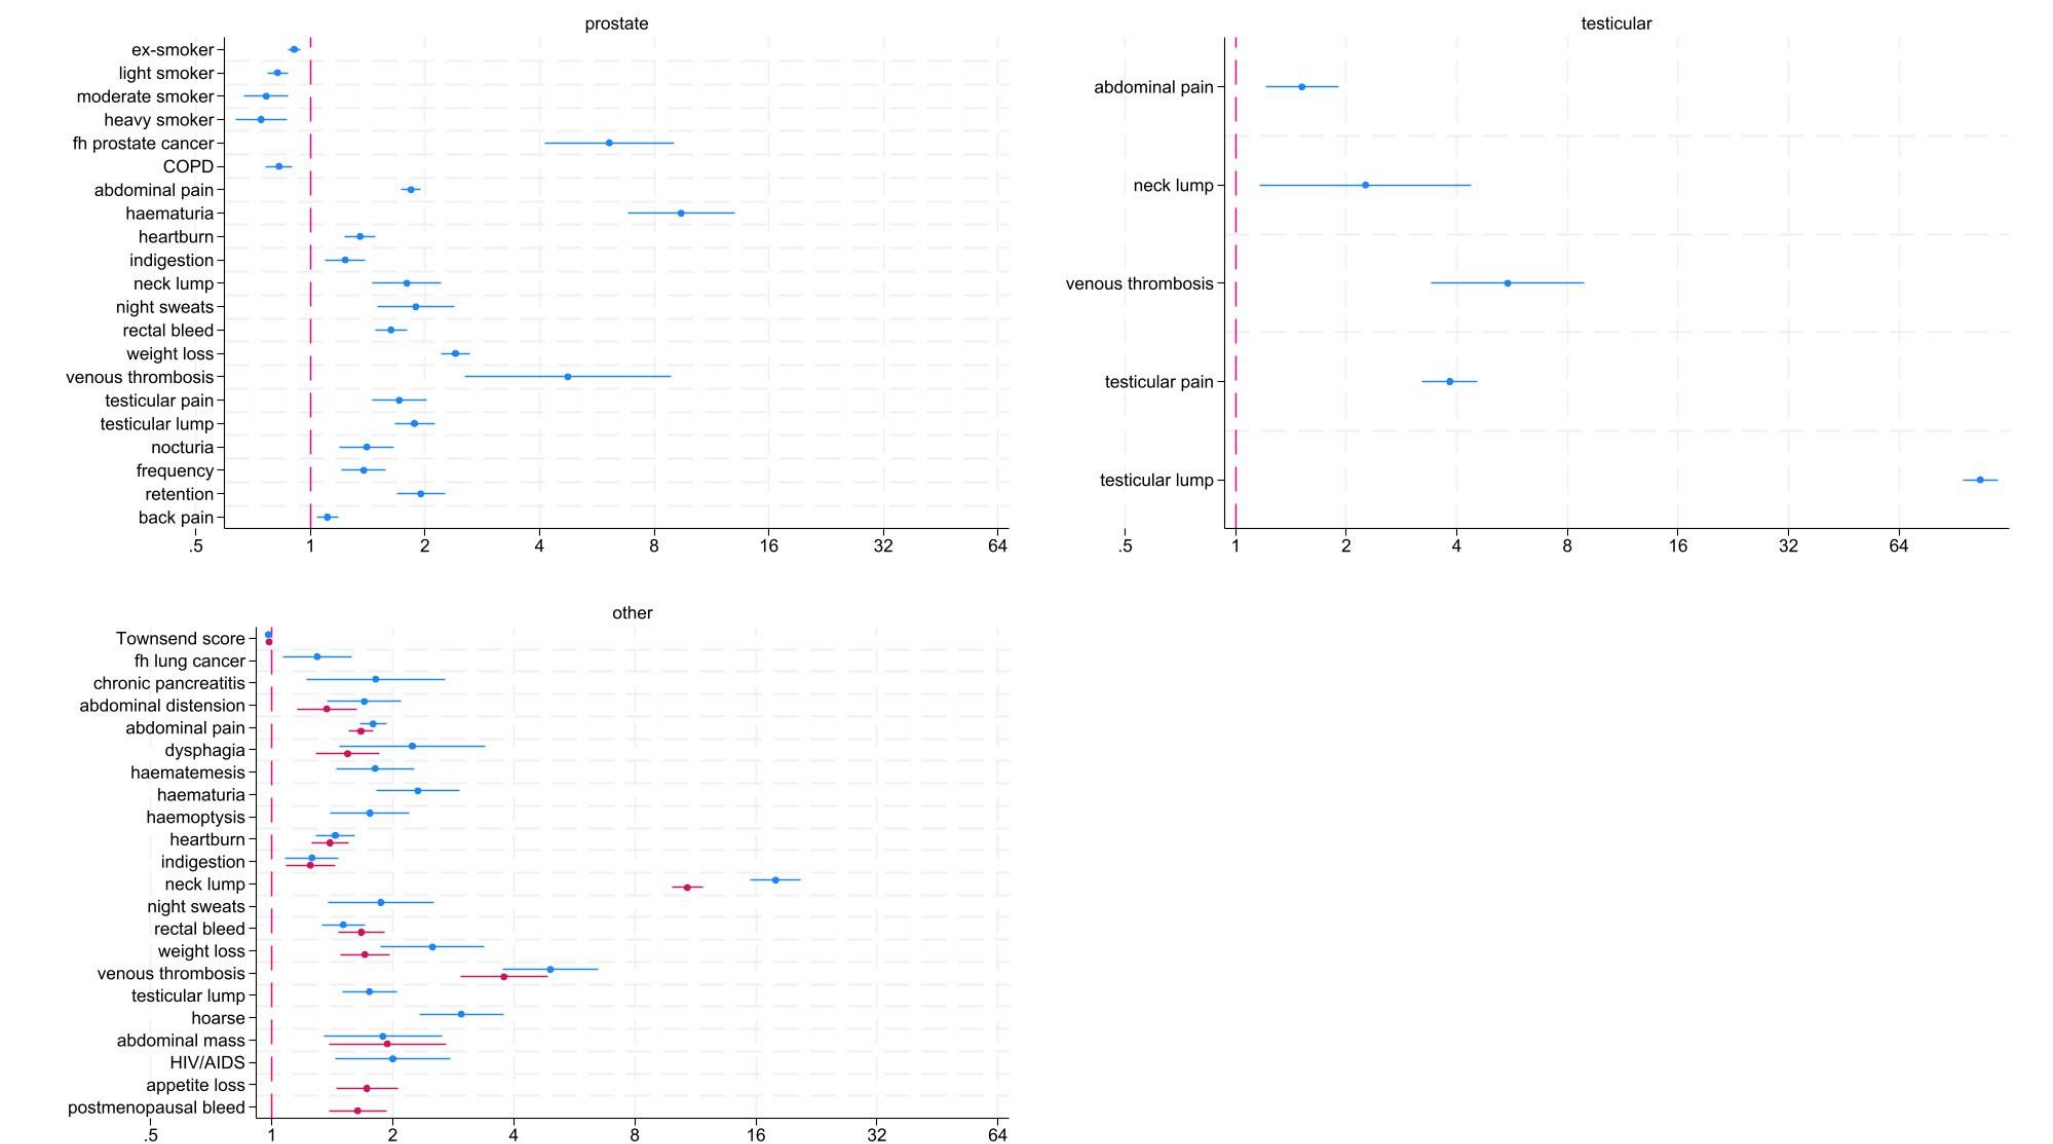 prostate
ex-smoker
light smoker
moderate smoker
heavy smoker
fh prostate cancer
COPD
abdominal pain
haematuria
heartburn
indigestion
neck lump
night sweats
rectal bleed
weight loss
venous thrombosis
testicular pain
testicular lump
nocturia
frequency
retention
back pain
.5 1 2 4 8 16 32 64
testicular
abdominal pain
neck lump
venous thrombosis
testicular pain
testicular lump
.5 1 2 4 8 16 32 64
other
Townsend score
fh lung cancer
chronic pancreatitis
abdominal distension
abdominal pain
dysphagia
haematemesis
haematuria
haemoptysis
heartburn
indigestion
neck lump
night sweats
rectal bleed
weight loss
venous thrombosis
testicular lump
hoarse
abdominal mass
HIV/AIDS
appetite loss
postmenopausal bleed
.5 1 2 4 8 16 32 64